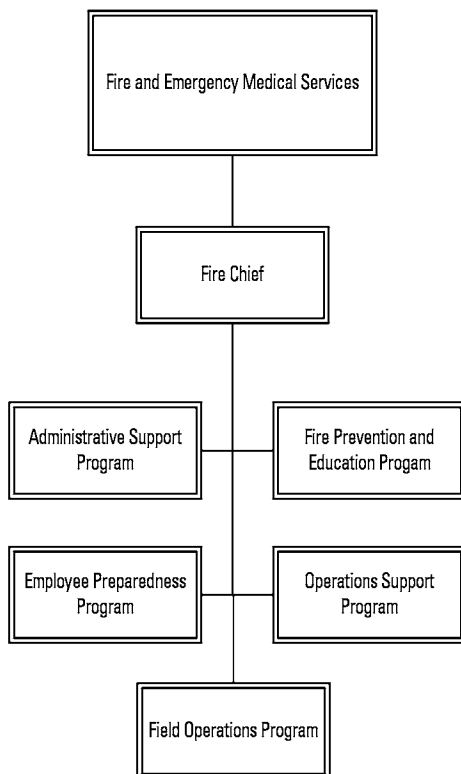 Fire and Emergency Medical Services
Fire Chief
Administrative Support
Program
Fire Prevention and
Education Progam
Employee Preparedness
Program
Operations Support
Program
Field Operations Program